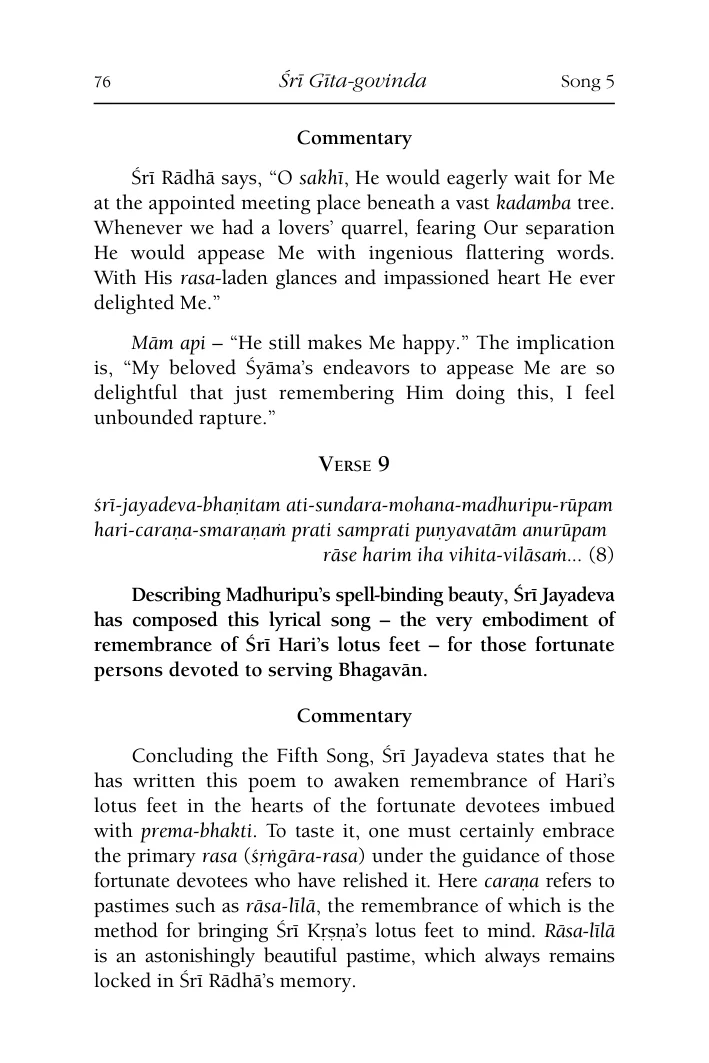 76 Śrī Gīta-govinda Song 5
Commentary
Śrī Rādhā says, “O sakhī, He would eagerly wait for Me
at the appointed meeting place beneath a vast kadamba tree.
Whenever we had a lovers’ quarrel, fearing Our separation
He would appease Me with ingenious flattering words.
With His rasa-laden glances and impassioned heart He ever
delighted Me.”
Mām api – “He still makes Me happy.” The implication
is, “My beloved Śyāma’s endeavors to appease Me are so
delightful that just remembering Him doing this, I feel
unbounded rapture.”
Verse 9
śrī-jayadeva-bhaṇitam ati-sundara-mohana-madhuripu-rūpam
hari-caraṇa-smaraṇaṁ prati samprati puṇyavatām anurūpam
rāse harim iha vihita-vilāsaṁ... (8)
Describing Madhuripu’s spell-binding beauty, Śrī Jayadeva
has composed this lyrical song – the very embodiment of
remembrance of Śrī Hari’s lotus feet – for those fortunate
persons devoted to serving Bhagavān.
Commentary
Concluding the Fifth Song, Śrī Jayadeva states that he
has written this poem to awaken remembrance of Hari’s
lotus feet in the hearts of the fortunate devotees imbued
with prema-bhakti. To taste it, one must certainly embrace
the primary rasa (śṛṅgāra-rasa) under the guidance of those
fortunate devotees who have relished it. Here caraṇa refers to
pastimes such as rāsa-līlā, the remembrance of which is the
method for bringing Śrī Kṛṣṇa’s lotus feet to mind. Rāsa-līlā
is an astonishingly beautiful pastime, which always remains
locked in Śrī Rādhā’s memory.